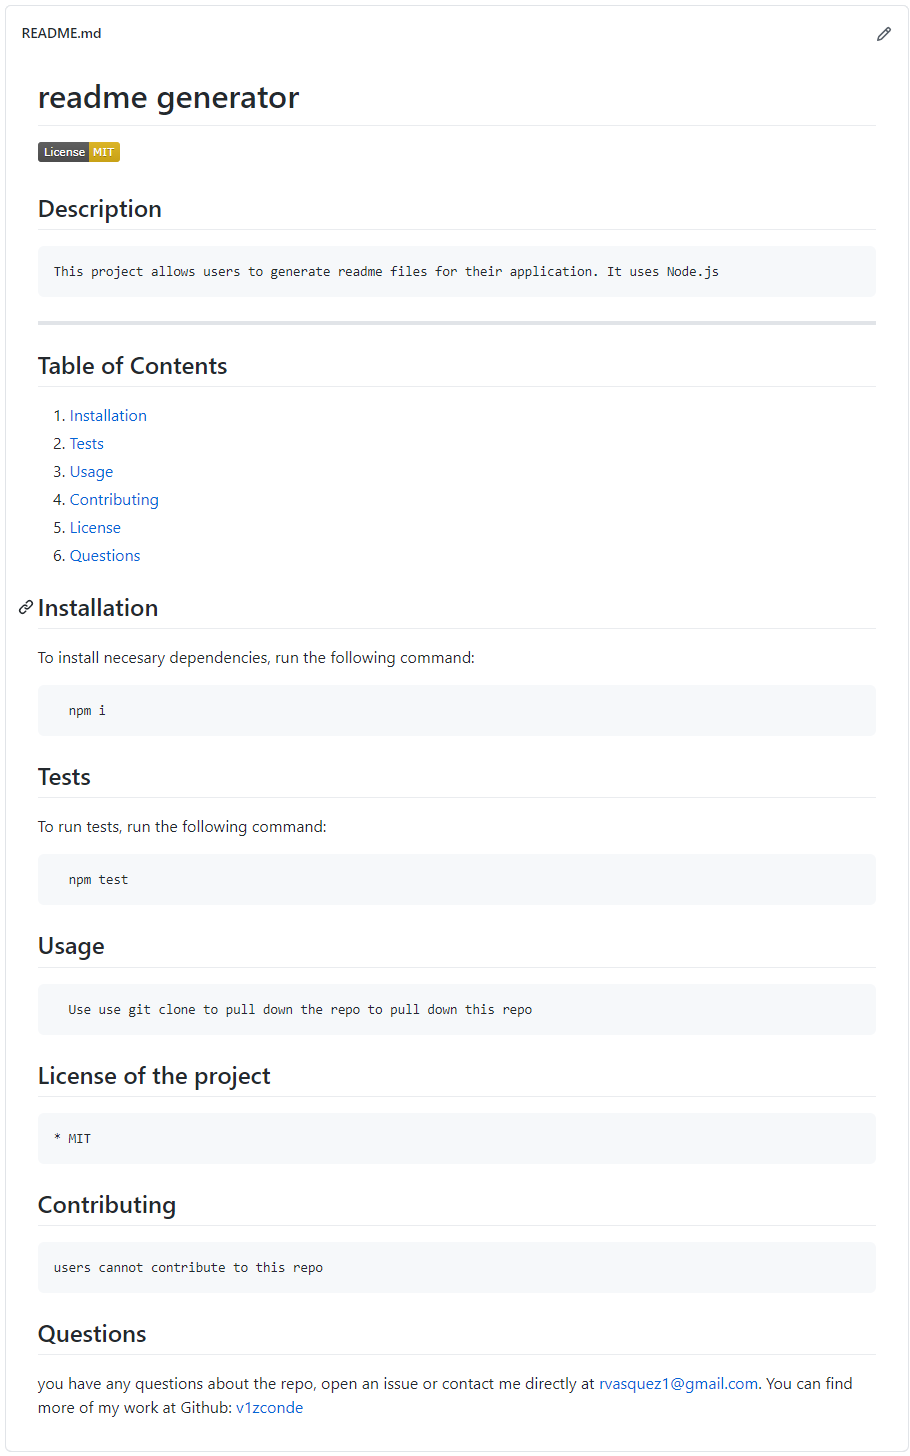 README.md
readme generator
License MIT
Description
This project allows users to generate readme files for their application. It uses Node.js
Table of Contents
1. Installation
2. Tests
3. Usage
4. Contributing
5. License
6. Questions
Installation
To install necesary dependencies, run the following command:
npm i
Tests
To run tests, run the following command:
npm test
Usage
Use use git clone to pull down the repo to pull down this repo
License of the project
* MIT
Contributing
users cannot contribute to this repo
Questions
you have any questions about the repo, open an issue or contact me directly at rvasquez1@gmail.com. You can find
more of my work at Github: v1zconde